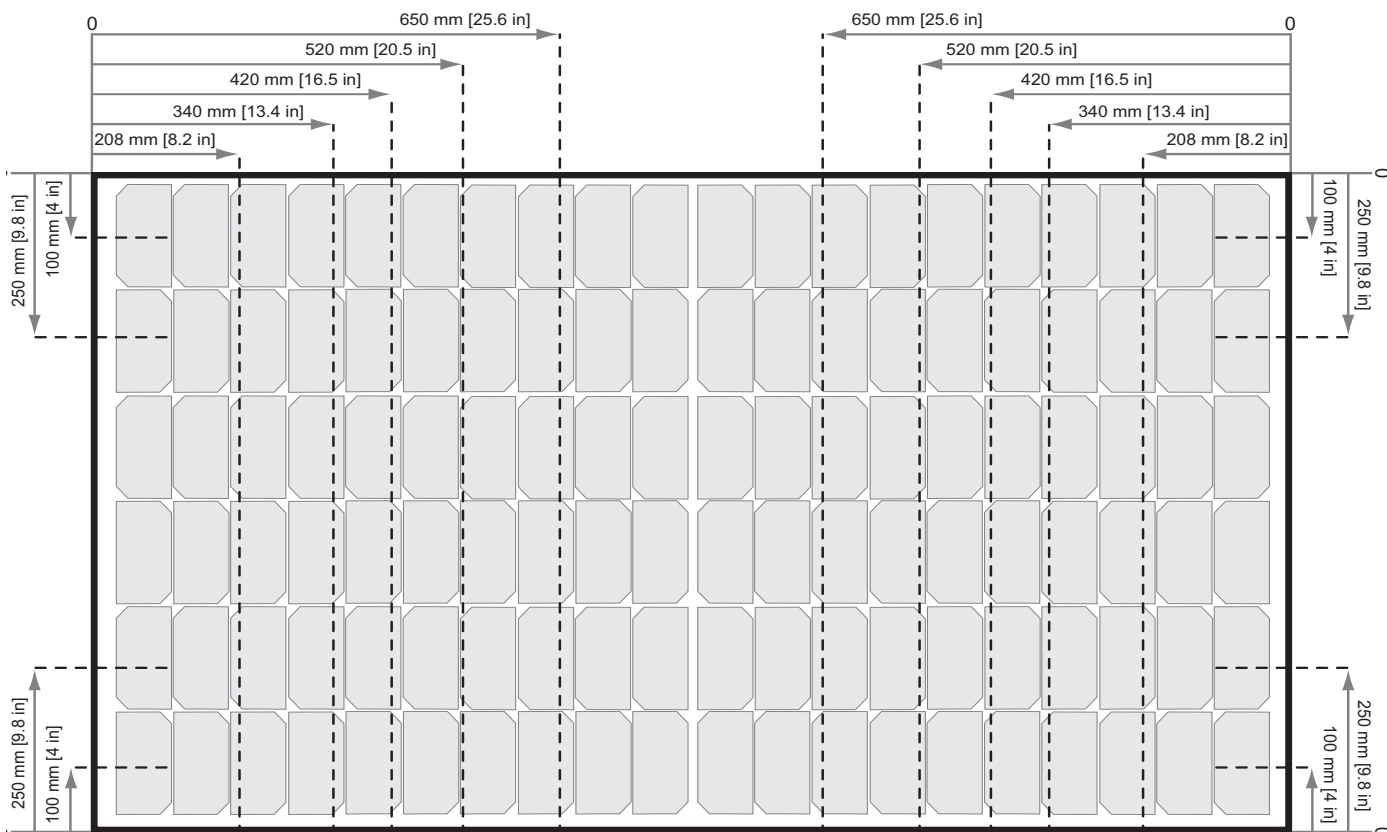 0
650 mm [25.6 in]
650 mm [25.6 in]
0
520 mm [20.5 in]
520 mm [20.5 in]
420 mm [16.5 in]
420 mm [16.5 in]
340 mm [13.4 in]
340 mm [13.4 in]
208 mm [8.2 in]
208 mm [8.2 in]
0
250 mm [9.8 in]
100 mm [4 in]
100 mm [4 in]
250 mm [9.8 in]
250 mm [9.8 in]
100 mm [4 in]
100 mm [4 in]
250 mm [9.8 in]
0